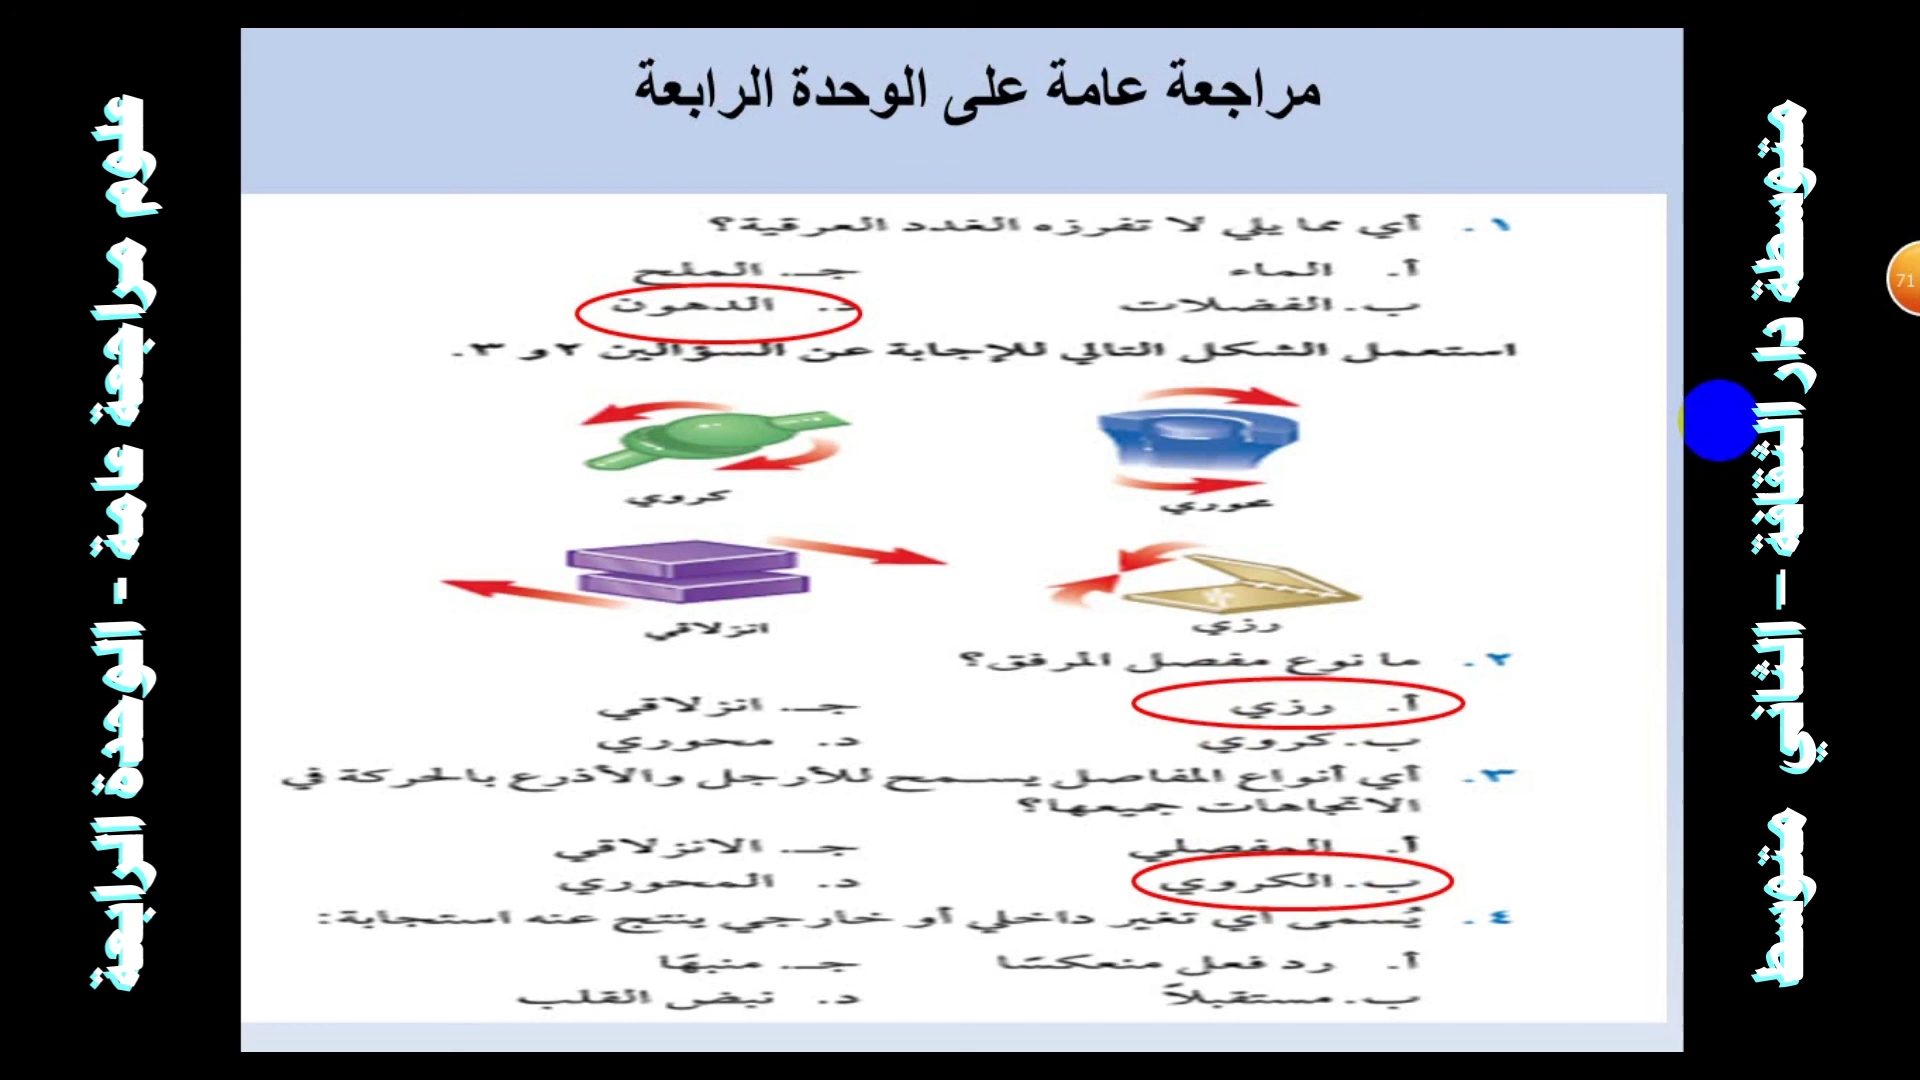 مراجعة عامة على الوحدة الرابعة
١. أي مما يلي لا تفرزه الغدد العرقية؟
أ. الماء جـ. الملح
ب. الفضلات د. الدهون
استعمل الشكل التالي للإجابة عن السؤالين ٢ و ٣.
محوري كروي
رزي انزلاقي
٢. ما نوع مفصل المرفق؟
أ. رزي جـ. انزلاقي
ب. كروي د. محوري
٣. أي أنواع المفاصل يسمح للأرجل والأذرع بالحركة في
الاتجاهات جميعها؟
أ. المفصلي جـ. الانزلاقي
ب. الكروي د. المحوري
٤. يُسمى أي تغير داخلي أو خارجي ينتج عنه استجابة:
أ. رد فعل منعكسًا جـ. منبهًا
ب. مستقبلاً د. نبض القلب
متوسطة دار الثقافة – الثاني متوسط
علوم مراجعة عامة - الوحدة الرابعة
71